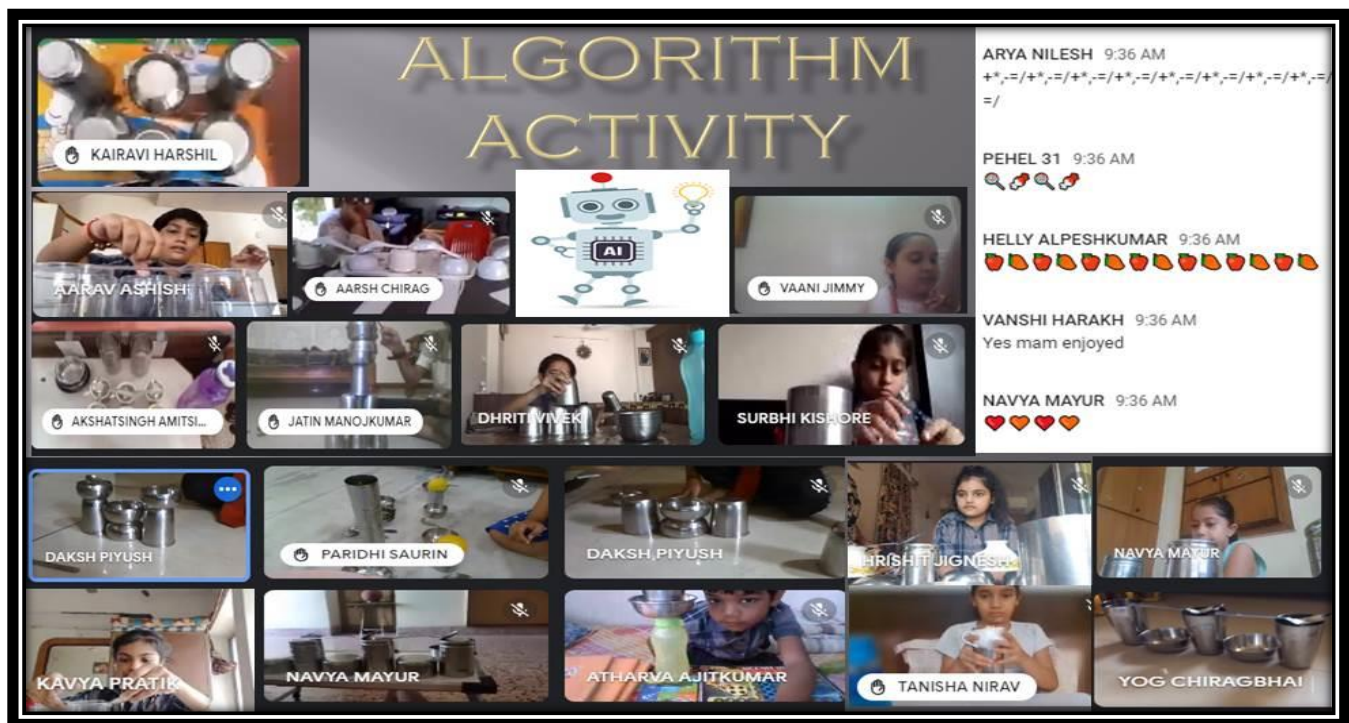 ALGORITHM
ACTIVITY
KAIRAVI HARSHIL
AARAV ASHISH
AARSH CHIRAG
AI
VAANI JIMMY
AKSHATSINGH AMITSI...
JATIN MANOJKUMAR
DHRITI VIVEK
SURBHI KISHORE
ARYA NILESH 9:36 AM
+*,-=/+*,-=/+*,-=/+*,-=/+*,-=/+*,-=/+*,-=/+*,-=/
=/
PEHEL 31 9:36 AM
🔍🍄🔍🍄
HELLY ALPESHKUMAR 9:36 AM
🍎🥭🍎🥭🍎🥭🍎🥭🍎🥭🍎🥭🍎🥭
VANSHI HARAKH 9:36 AM
Yes mam enjoyed
NAVYA MAYUR 9:36 AM
❤️🧡❤️🧡
DAKSH PIYUSH
PARIDHI SAURIN
DAKSH PIYUSH
HRISHIT JIGNESH
NAVYA MAYUR
KAVYA PRATIK
NAVYA MAYUR
ATHARVA AJITKUMAR
TANISHA NIRAV
YOG CHIRAGBHAI